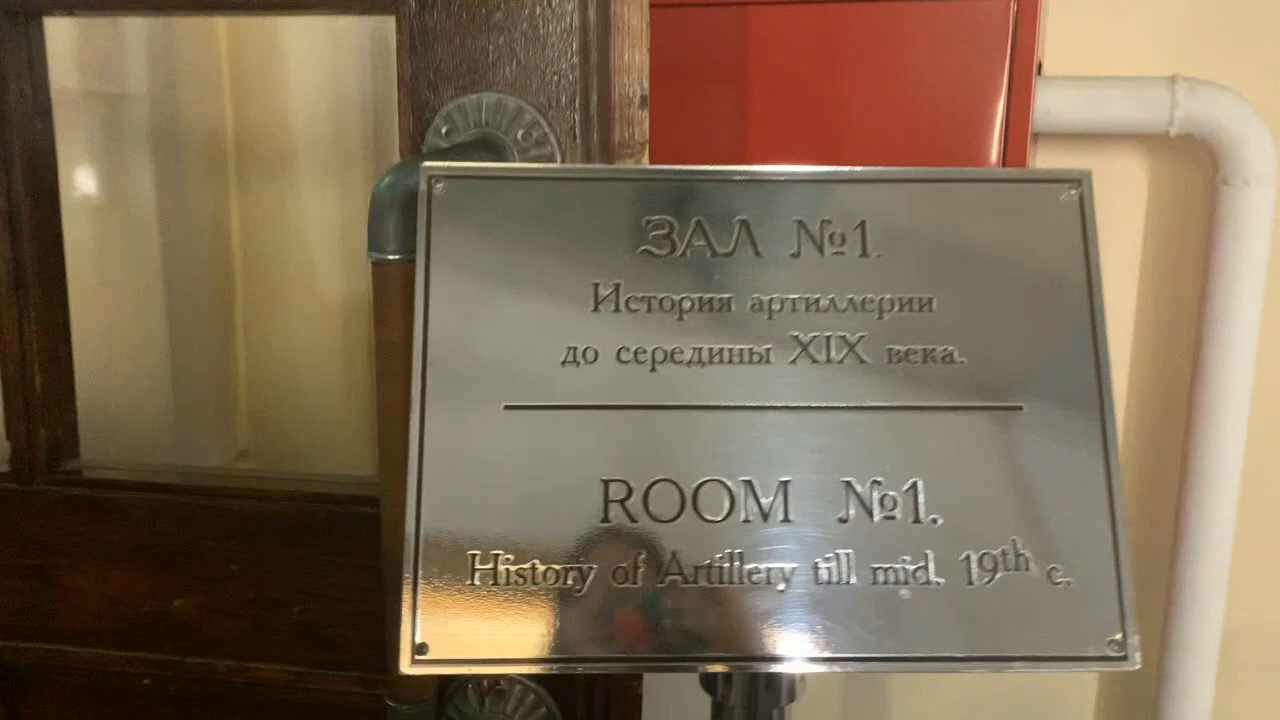 ЗАЛ №1.
История артиллерии
до середины XIX века.
ROOM №1.
History of Artillery till mid. 19th c.